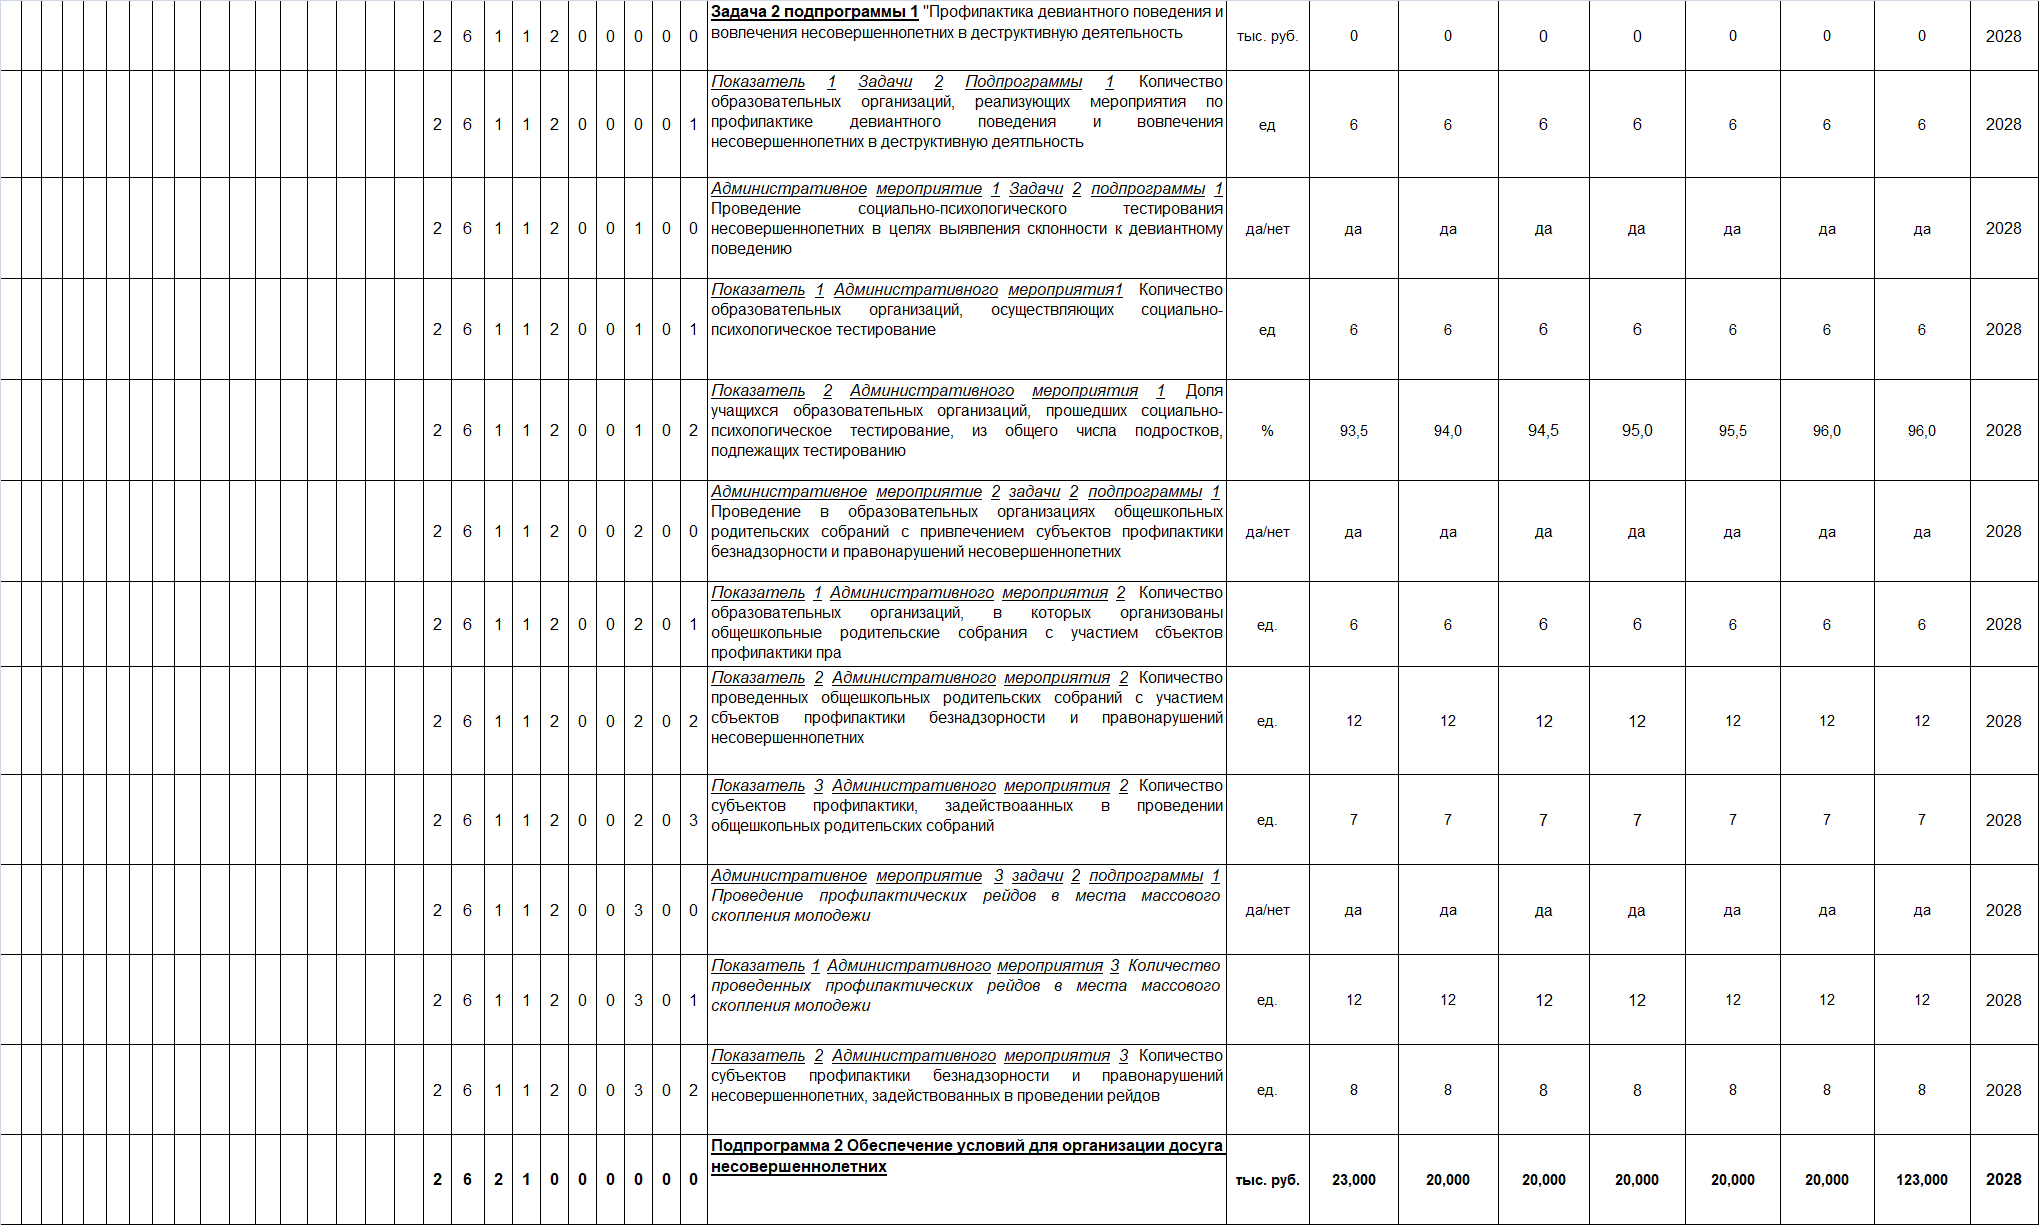 2 6 1 1 2 0 0 0 0 0 Задача 2 подпрограммы 1 "Профилактика девиантного поведения и
вовлечения несовершеннолетних в деструктивную деятельность тыс. руб. 0 0 0 0 0 0 0 2028
Показатель 1 Задачи 2 Подпрограммы 1 Количество
образовательных организаций, реализующих мероприятия по
2 6 1 1 2 0 0 0 0 1 профилактике девиантного поведения и вовлечения ед 6 6 6 6 6 6 6 2028
несовершеннолетних в деструктивную деятльность
Административное мероприятие 1 Задачи 2 подпрограммы 1
Проведение социально-психологического тестирования
2 6 1 1 2 0 0 1 0 0 несовершеннолетних в целях выявления склонности к девиантному да/нет да да да да да да да 2028
поведению
Показатель 1 Административного мероприятия1 Количество
образовательных организаций, осуществляющих социально-
2 6 1 1 2 0 0 1 0 1 психологическое тестирование ед 6 6 6 6 6 6 6 2028
Показатель 2 Административного мероприятия 1 Доля
учащихся образовательных организаций, прошедших социально-
2 6 1 1 2 0 0 1 0 2 психологическое тестирование, из общего числа подростков, % 93,5 94,0 94,5 95,0 95,5 96,0 96,0 2028
подлежащих тестированию
Административное мероприятие 2 задачи 2 подпрограммы 1
Проведение в образовательных организациях общешкольных
2 6 1 1 2 0 0 2 0 0 родительских собраний с привлечением субъектов профилактики да/нет да да да да да да да 2028
безнадзорности и правонарушений несовершеннолетних
Показатель 1 Административного мероприятия 2 Количество
образовательных организаций, в которых организованы
2 6 1 1 2 0 0 2 0 1 общешкольные родительские собрания с участием сбъектов ед. 6 6 6 6 6 6 6 2028
профилактики пра
Показатель 2 Административного мероприятия 2 Количество
проведенных общешкольных родительских собраний с участием
2 6 1 1 2 0 0 2 0 2 сбъектов профилактики безнадзорности и правонарушений ед. 12 12 12 12 12 12 12 2028
несовершеннолетних
Показатель 3 Административного мероприятия 2 Количество
субъектов профилактики, задействоаанных в проведении
2 6 1 1 2 0 0 2 0 3 общешкольных родительских собраний ед. 7 7 7 7 7 7 7 2028
Административное мероприятие 3 задачи 2 подпрограммы 1
Проведение профилактических рейдов в места массового
2 6 1 1 2 0 0 3 0 0 скопления молодежи да/нет да да да да да да да 2028
Показатель 1 Административного мероприятия 3 Количество
проведенных профилактических рейдов в места массового
2 6 1 1 2 0 0 3 0 1 скопления молодежи ед. 12 12 12 12 12 12 12 2028
Показатель 2 Административного мероприятия 3 Количество
субъектов профилактики безнадзорности и правонарушений
2 6 1 1 2 0 0 3 0 2 несовершеннолетних, задействованных в проведении рейдов ед. 8 8 8 8 8 8 8 2028
Подпрограмма 2 Обеспечение условий для организации досуга
несовершеннолетних
2 6 2 1 0 0 0 0 0 0 тыс. руб. 23,000 20,000 20,000 20,000 20,000 20,000 123,000 2028